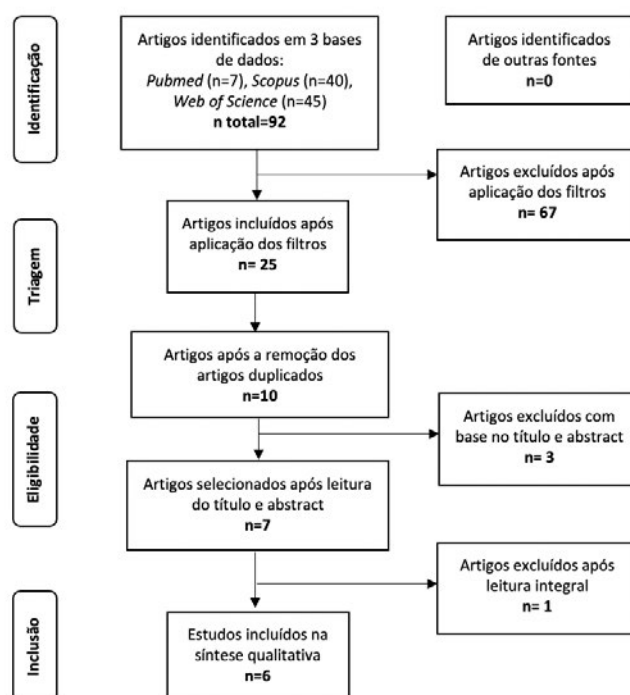 Identificação
Artigos identificados em 3 bases
de dados:
Pubmed (n=7), Scopus (n=40),
Web of Science (n=45)
n total=92
Artigos identificados
de outras fontes
n=0
Artigos excluídos após
aplicação dos filtros
n= 67
Triagem
Artigos incluídos após
aplicação dos filtros
n= 25
Artigos após a remoção dos
artigos duplicados
n=10
Eligibilidade
Artigos excluídos com
base no título e abstract
n= 3
Artigos selecionados após leitura
do título e abstract
n=7
Artigos excluídos após
leitura integral
n= 1
Inclusão
Estudos incluídos na
síntese qualitativa
n=6